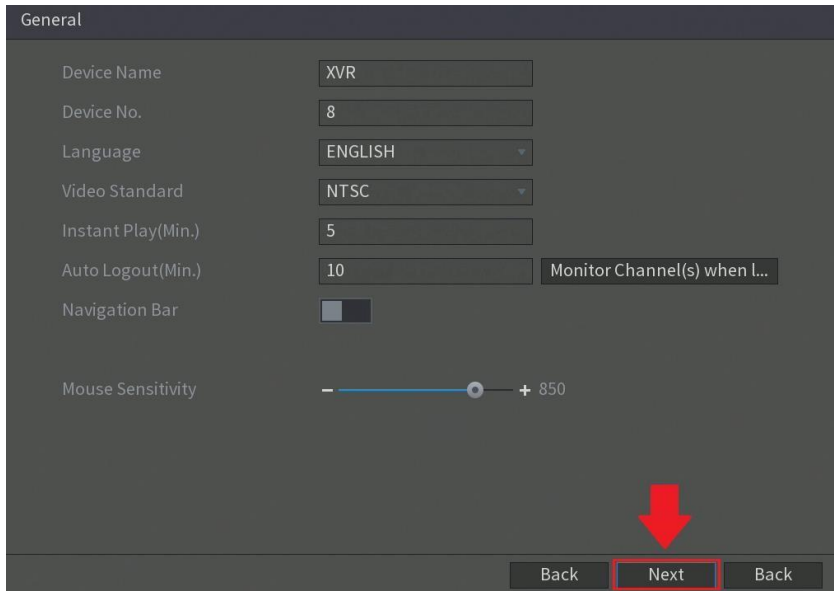 General
Device Name XVR
Device No. 8
Language ENGLISH
Video Standard NTSC
Instant Play(Min.) 5
Auto Logout(Min.) 10 Monitor Channel(s) when l...
Navigation Bar
Mouse Sensitivity - + 850
Back Next Back